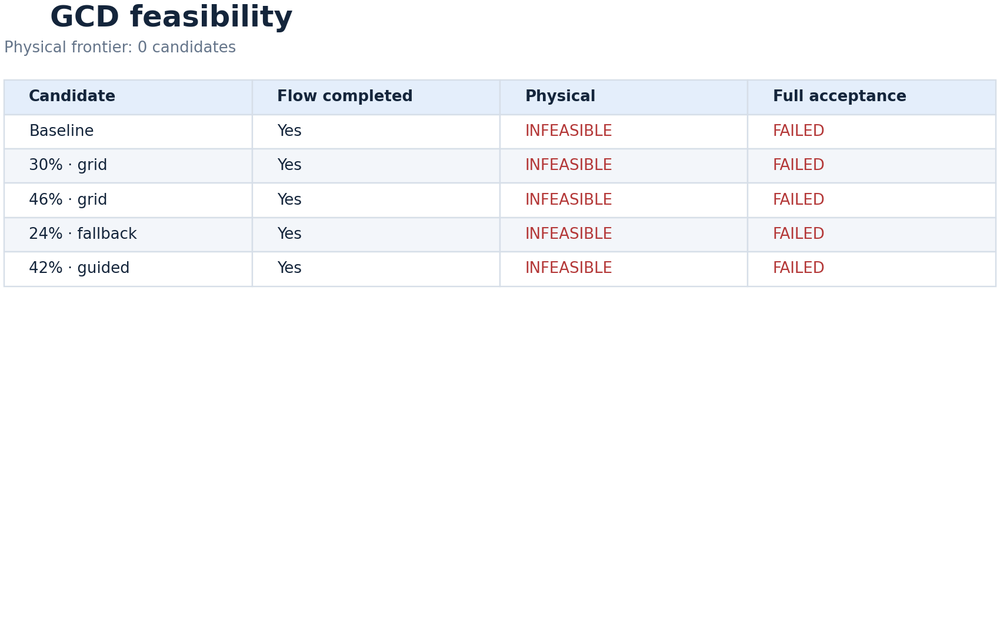 GCD feasibility
Physical frontier: 0 candidates
Candidate Flow completed Physical Full acceptance
Baseline Yes INFEASIBLE FAILED
30% · grid Yes INFEASIBLE FAILED
46% · grid Yes INFEASIBLE FAILED
24% · fallback Yes INFEASIBLE FAILED
42% · guided Yes INFEASIBLE FAILED